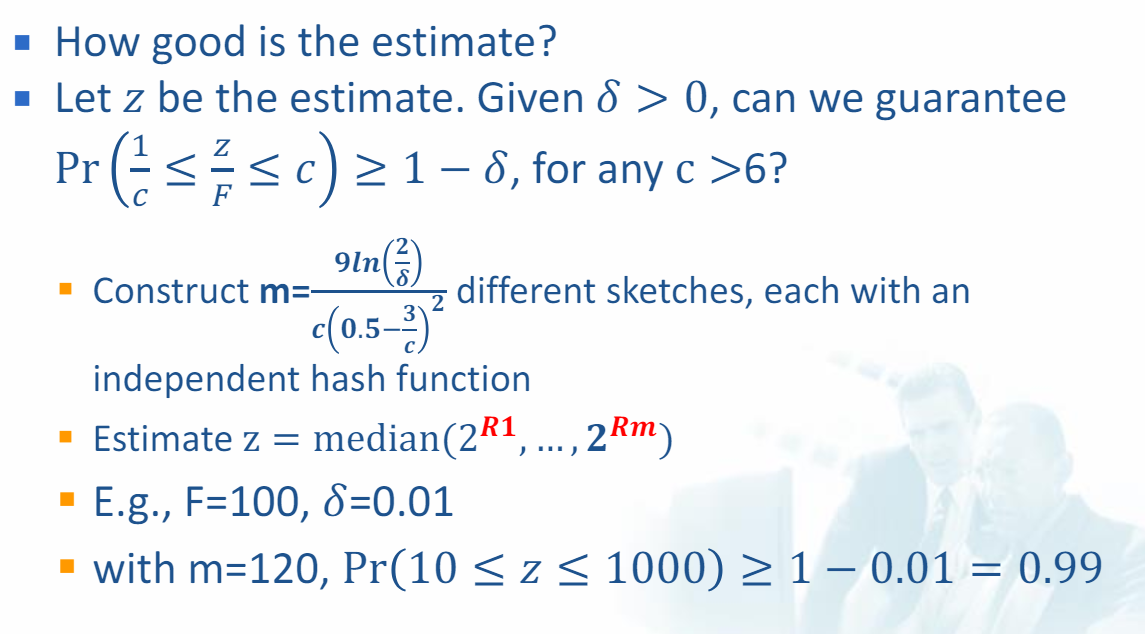 ▪ How good is the estimate?
▪ Let z be the estimate. Given δ > 0, can we guarantee
Pr(1/c ≤ z/F ≤ c) ≥ 1 − δ, for any c >6?
▪ Construct m= 9ln(2/δ) / c(0.5−3/c)² different sketches, each with an
independent hash function
▪ Estimate z = median(2^R1, …, 2^Rm)
▪ E.g., F=100, δ=0.01
▪ with m=120, Pr(10 ≤ z ≤ 1000) ≥ 1 − 0.01 = 0.99